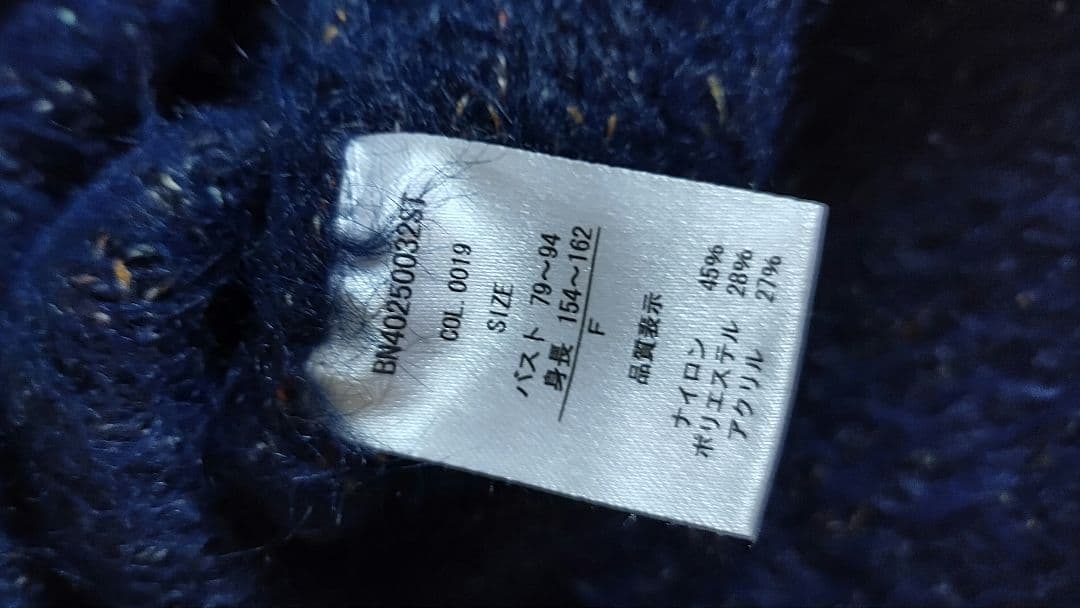 BN40250032ST
COL.0019
SIZE
バスト 79～94
身長 154～162
F
品質表示
ナイロン 45%
ポリエステル 28%
アクリル 27%